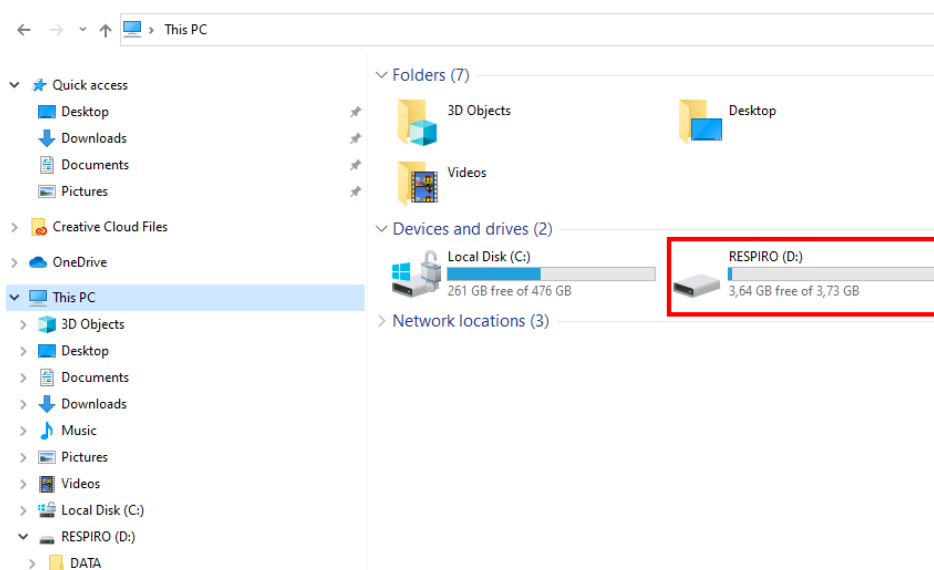 This PC
Quick access
Desktop
Downloads
Documents
Pictures
Creative Cloud Files
OneDrive
This PC
3D Objects
Desktop
Documents
Downloads
Music
Pictures
Videos
Local Disk (C:)
RESPIRO (D:)
DATA
Folders (7)
3D Objects
Desktop
Videos
Devices and drives (2)
Local Disk (C:)
261 GB free of 476 GB
RESPIRO (D:)
3,64 GB free of 3,73 GB
Network locations (3)